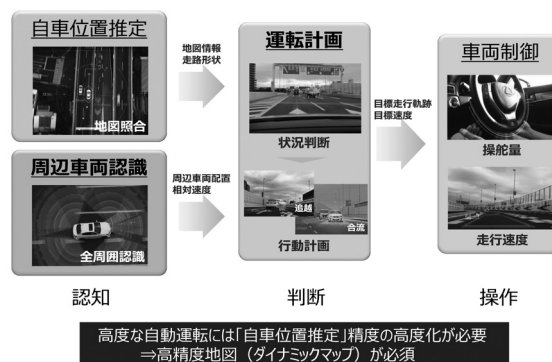 自車位置推定
地図照合
周辺車両認識
全周囲認識
認知
地図情報
走路形状
周辺車両配置
相対速度
運転計画
状況判断
追越
合流
行動計画
判断
目標走行軌跡
目標速度
車両制御
操舵量
走行速度
操作
高度な自動運転には「自車位置推定」精度の高度化が必要
⇒高精度地図（ダイナミックマップ）が必須